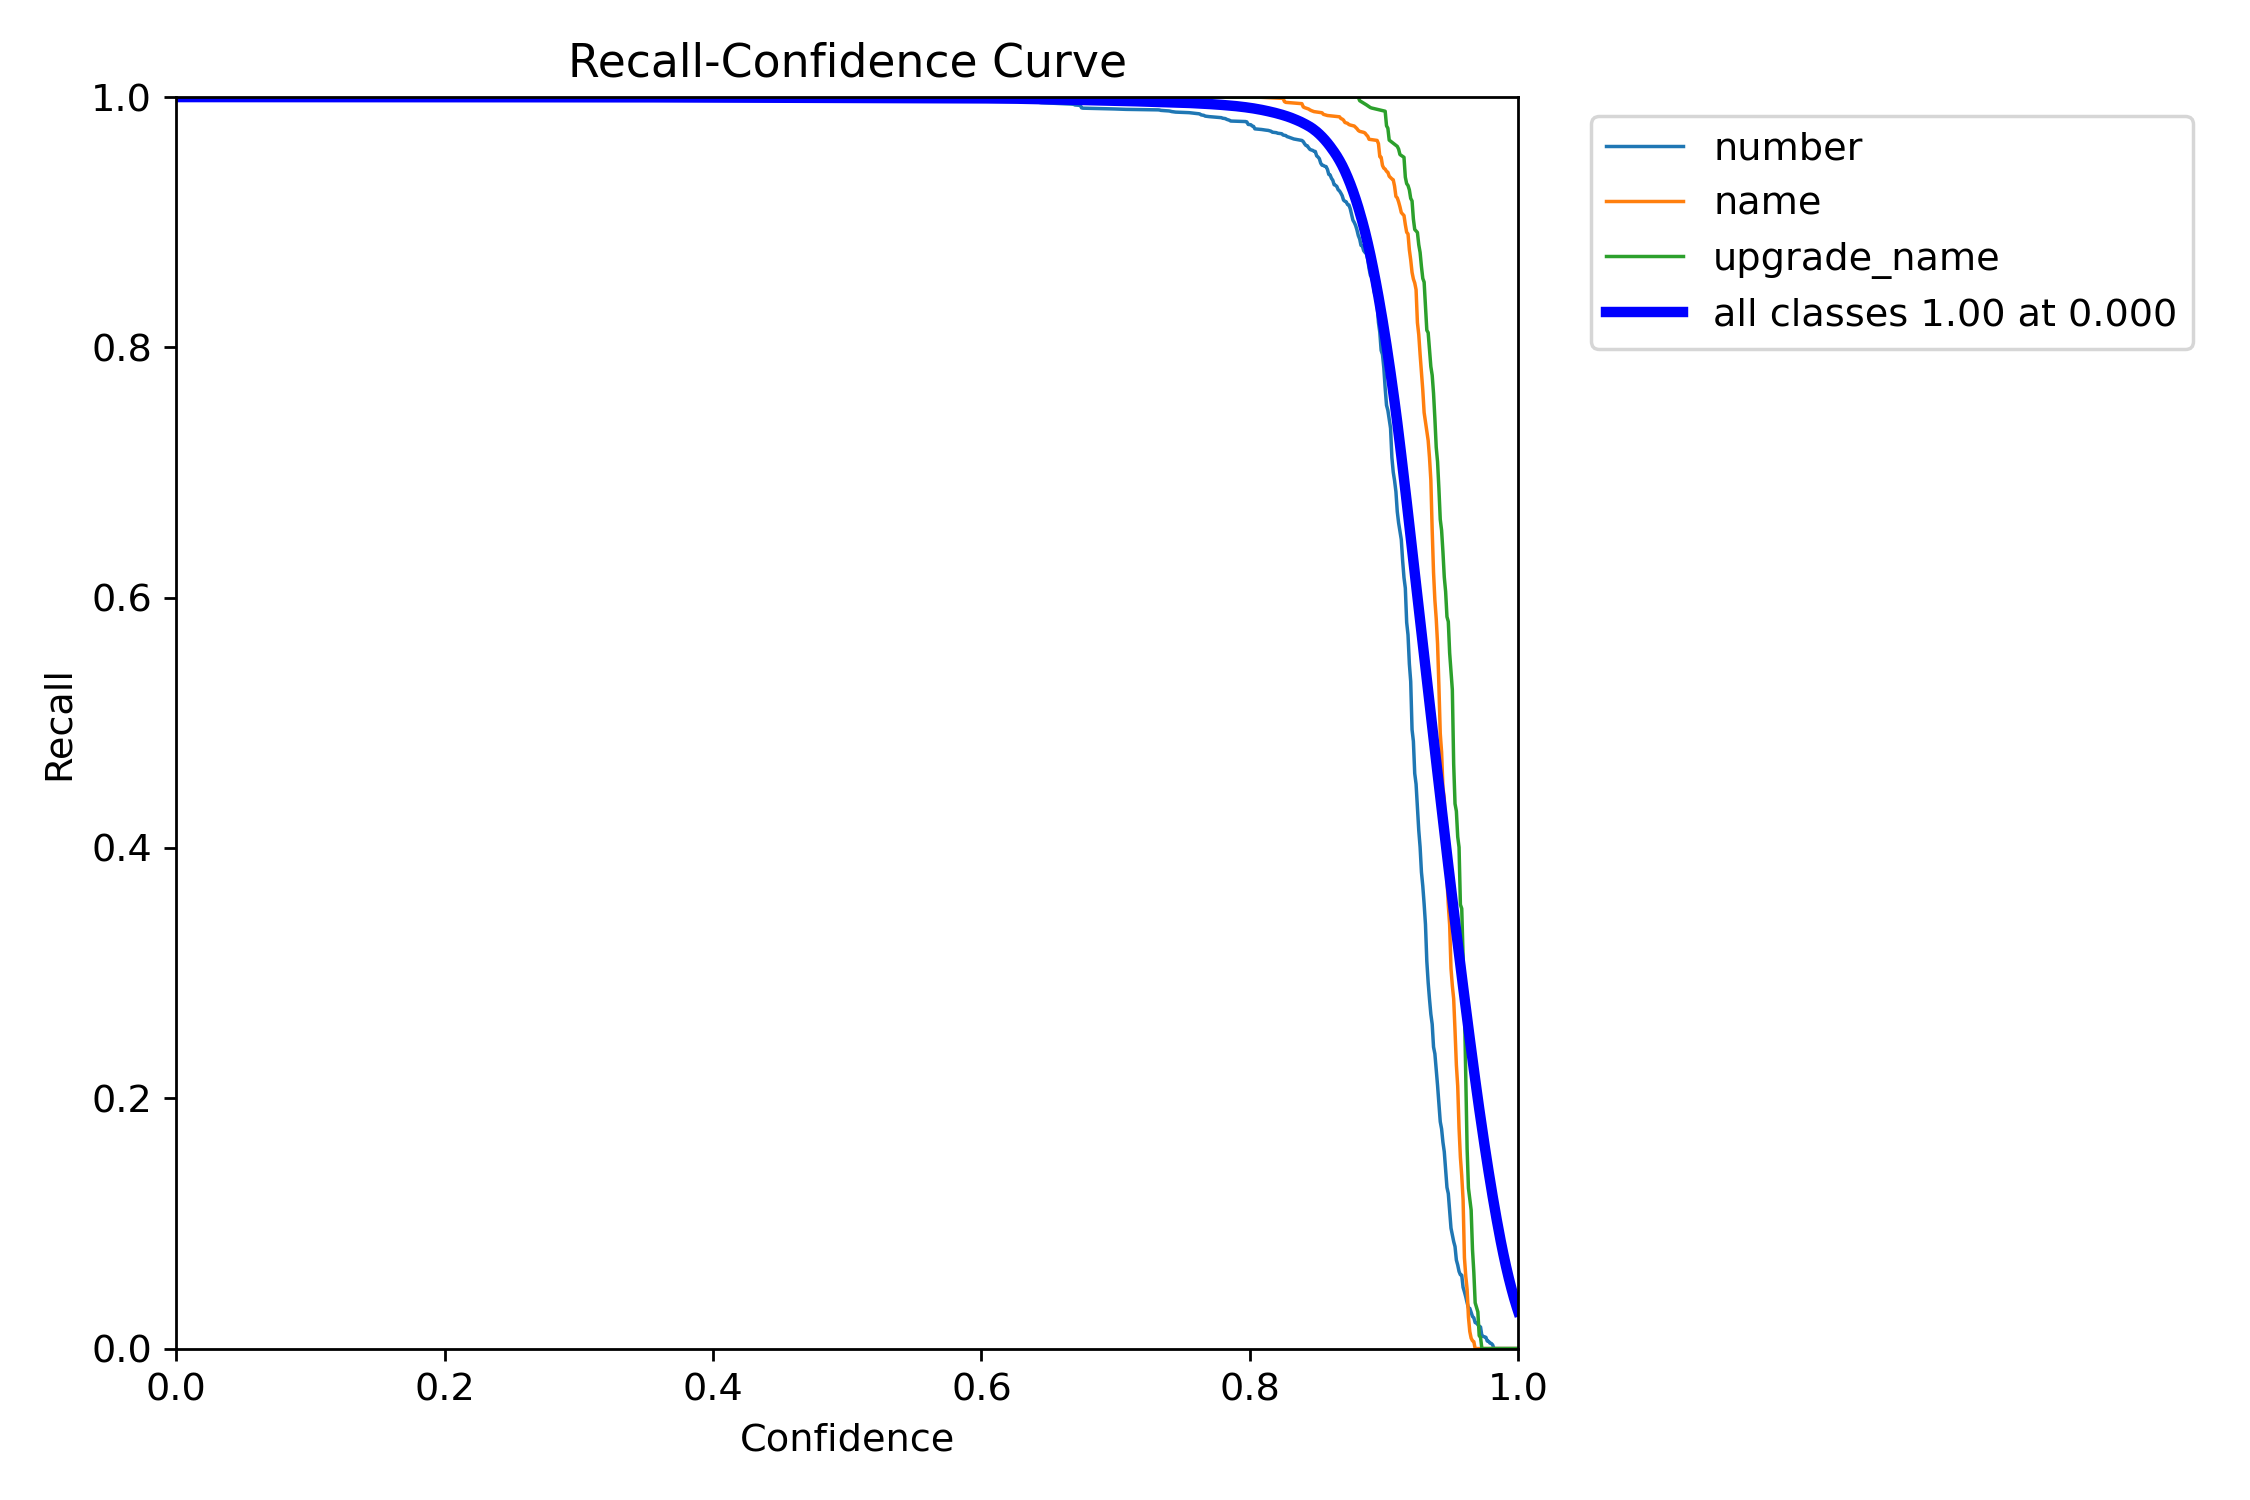 Recall-Confidence Curve
1.0
0.8
0.6
0.4
0.2
0.0
Recall
0.0 0.2 0.4 0.6 0.8 1.0
Confidence
number
name
upgrade_name
all classes 1.00 at 0.000